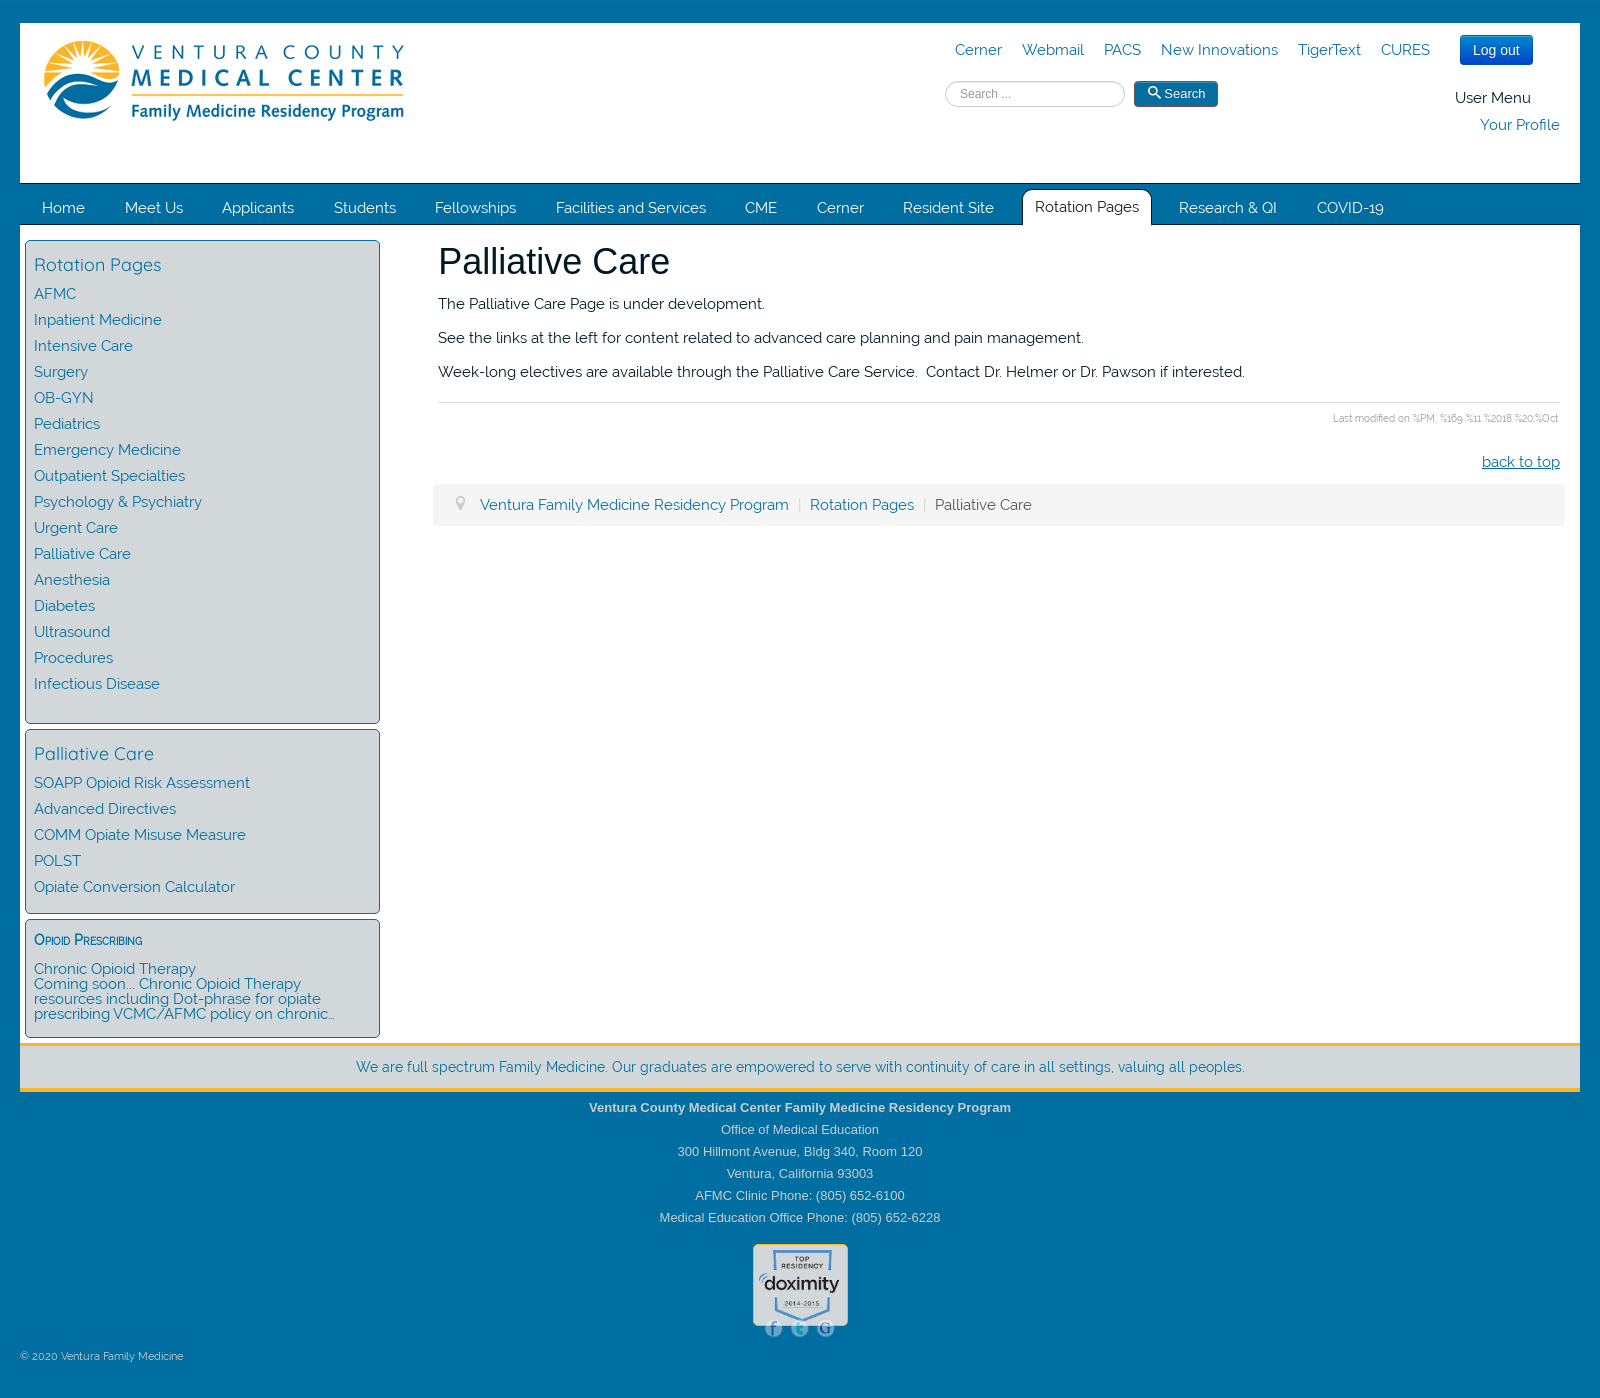 VENTURA COUNTY
MEDICAL CENTER
Family Medicine Residency Program
Cerner Webmail PACS New Innovations TigerText CURES Log out
Search ... Search
User Menu
Your Profile
Home Meet Us Applicants Students Fellowships Facilities and Services CME Cerner Resident Site Rotation Pages Research & QI COVID-19
Rotation Pages
AFMC
Inpatient Medicine
Intensive Care
Surgery
OB-GYN
Pediatrics
Emergency Medicine
Outpatient Specialties
Psychology & Psychiatry
Urgent Care
Palliative Care
Anesthesia
Diabetes
Ultrasound
Procedures
Infectious Disease
Palliative Care
SOAPP Opioid Risk Assessment
Advanced Directives
COMM Opiate Misuse Measure
POLST
Opiate Conversion Calculator
Opioid Prescribing
Chronic Opioid Therapy
Coming soon... Chronic Opioid Therapy
resources including Dot-phrase for opiate
prescribing VCMC/AFMC policy on chronic...
Palliative Care
The Palliative Care Page is under development.
See the links at the left for content related to advanced care planning and pain management.
Week-long electives are available through the Palliative Care Service.  Contact Dr. Helmer or Dr. Pawson if interested.
Last modified on %PM, %169 %11 %2018 %20:%Oct
back to top
Ventura Family Medicine Residency Program | Rotation Pages | Palliative Care
We are full spectrum Family Medicine. Our graduates are empowered to serve with continuity of care in all settings, valuing all peoples.
Ventura County Medical Center Family Medicine Residency Program
Office of Medical Education
300 Hillmont Avenue, Bldg 340, Room 120
Ventura, California 93003
AFMC Clinic Phone: (805) 652-6100
Medical Education Office Phone: (805) 652-6228
TOP
RESIDENCY
doximity
2014-2015
f t G
© 2020 Ventura Family Medicine